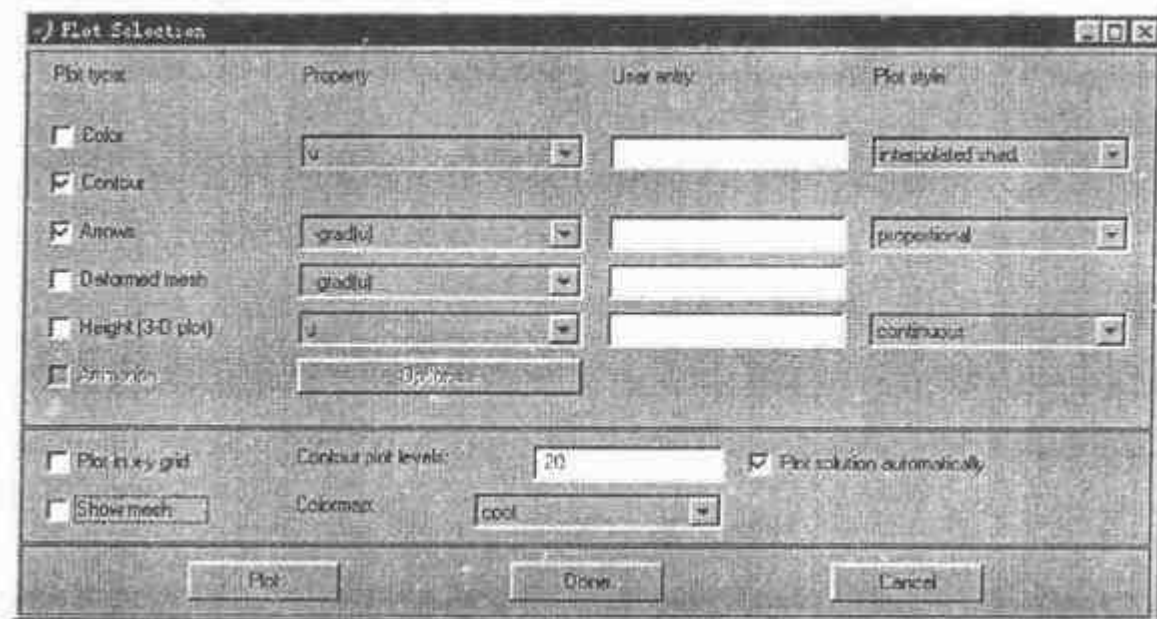 Plot Selection
Plot type: Property: User entry: Plot style:
Color u interpolated shad.
Contour
Arrows -grad(u) proportional
Deformed mesh -grad(u)
Height (3-D plot) u continuous
Animation Options...
Plot in x-y grid Contour plot levels: 20 Plot solution automatically
Show mesh Colormap: cool
Plot Done Cancel